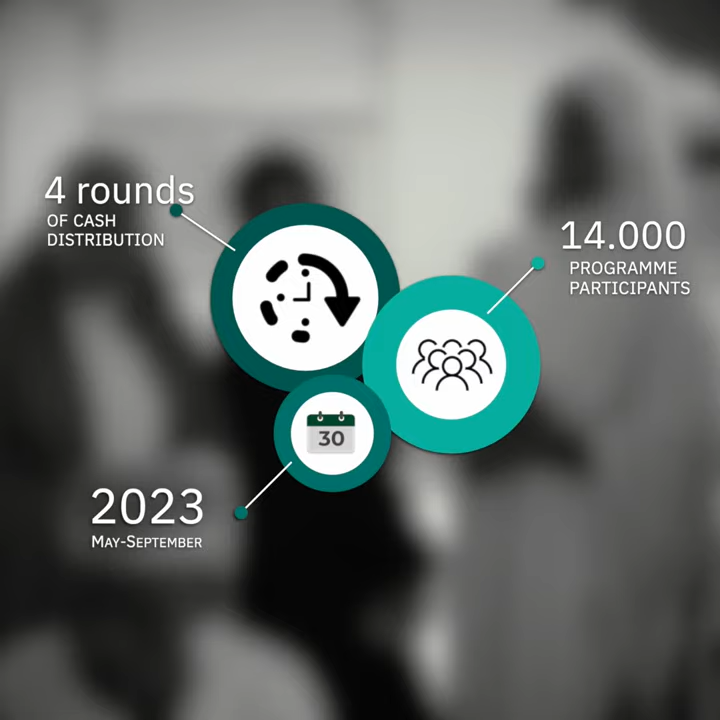 4 rounds
OF CASH
DISTRIBUTION
14.000
PROGRAMME
PARTICIPANTS
30
2023
MAY-SEPTEMBER